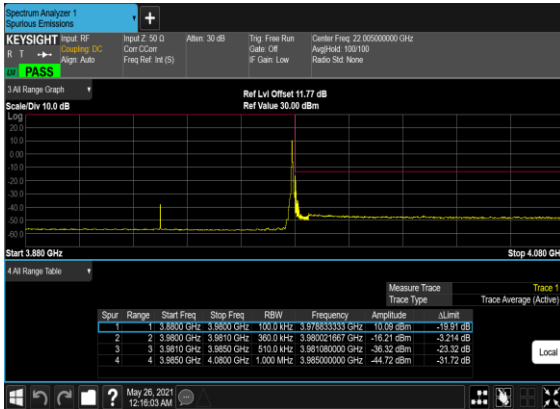 Spectrum Analyzer 1
Spurious Emissions
KEYSIGHT Input: RF Input Z: 50 Ω Atten: 30 dB Trig: Free Run Center Freq: 22.005000000 GHz
R T Coupling: DC Corr CCorr Gate: Off Avg|Hold: 100/100
Align: Auto Freq Ref: Int (S) IF Gain: Low Radio Std: None
PASS
3 All Range Graph
Ref Lvl Offset 11.77 dB
Scale/Div 10.0 dB Ref Value 30.00 dBm
Log
20.0
10.0
0.00
-10.0
-20.0
-30.0
-40.0
-50.0
-60.0
Start 3.880 GHz Stop 4.080 GH
4 All Range Table
Measure Trace Trace 1
Trace Type Trace Average (Active)
Spur Range Start Freq Stop Freq RBW Frequency Amplitude ΔLimit
1 1 3.8800 GHz 3.9800 GHz 100.0 kHz 3.978833333 GHz 10.09 dBm -19.91 dB
2 2 3.9800 GHz 3.9810 GHz 360.0 kHz 3.980021667 GHz -16.21 dBm -3.214 dB
3 3 3.9810 GHz 3.9850 GHz 510.0 kHz 3.981080000 GHz -36.32 dBm -23.32 dB
4 4 3.9850 GHz 4.0800 GHz 1.000 MHz 3.985000000 GHz -44.72 dBm -31.72 dB
Local
May 26, 2021
12:16:03 AM